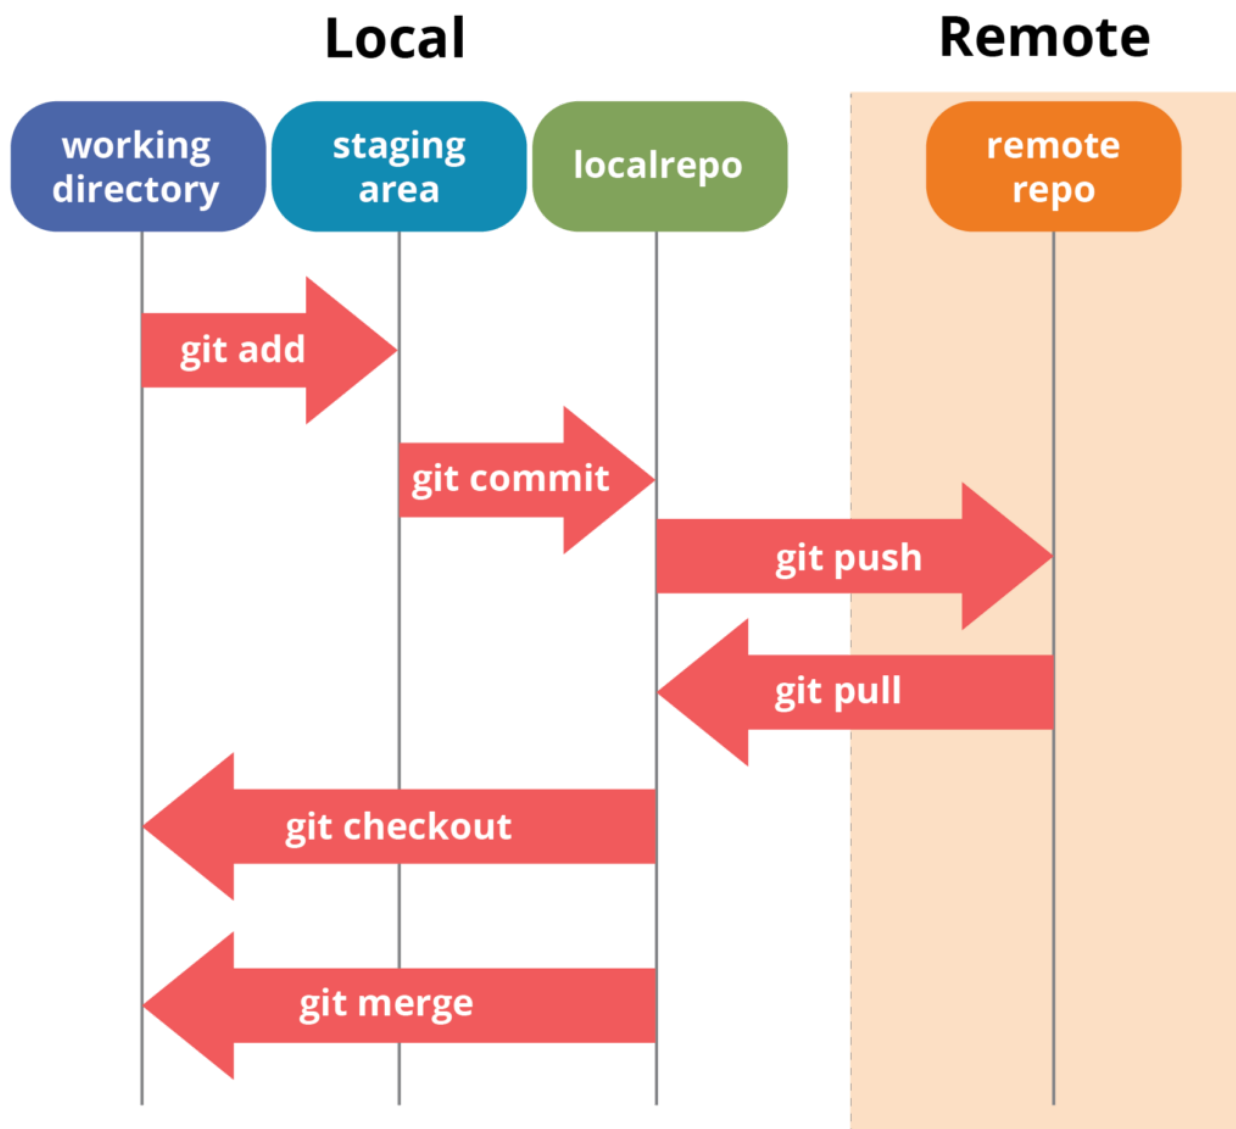 Local
Remote
working
directory
staging
area
localrepo
remote
repo
git add
git commit
git push
git pull
git checkout
git merge